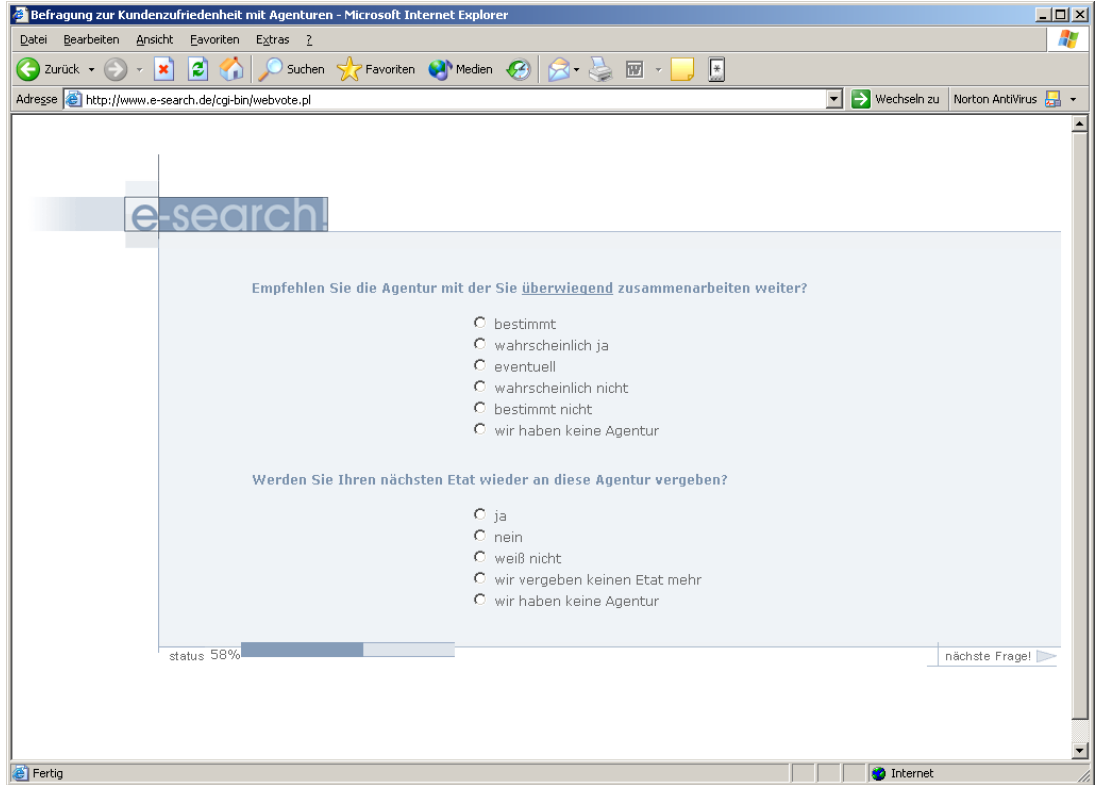 Befragung zur Kundenzufriedenheit mit Agenturen - Microsoft Internet Explorer
Datei Bearbeiten Ansicht Favoriten Extras ?
Zurück Suchen Favoriten Medien
Adresse http://www.e-search.de/cgi-bin/webvote.pl Wechseln zu Norton AntiVirus
e-search!
Empfehlen Sie die Agentur mit der Sie überwiegend zusammenarbeiten weiter?
bestimmt
wahrscheinlich ja
eventuell
wahrscheinlich nicht
bestimmt nicht
wir haben keine Agentur
Werden Sie Ihren nächsten Etat wieder an diese Agentur vergeben?
ja
nein
weiß nicht
wir vergeben keinen Etat mehr
wir haben keine Agentur
status 58% nächste Frage!
Fertig Internet